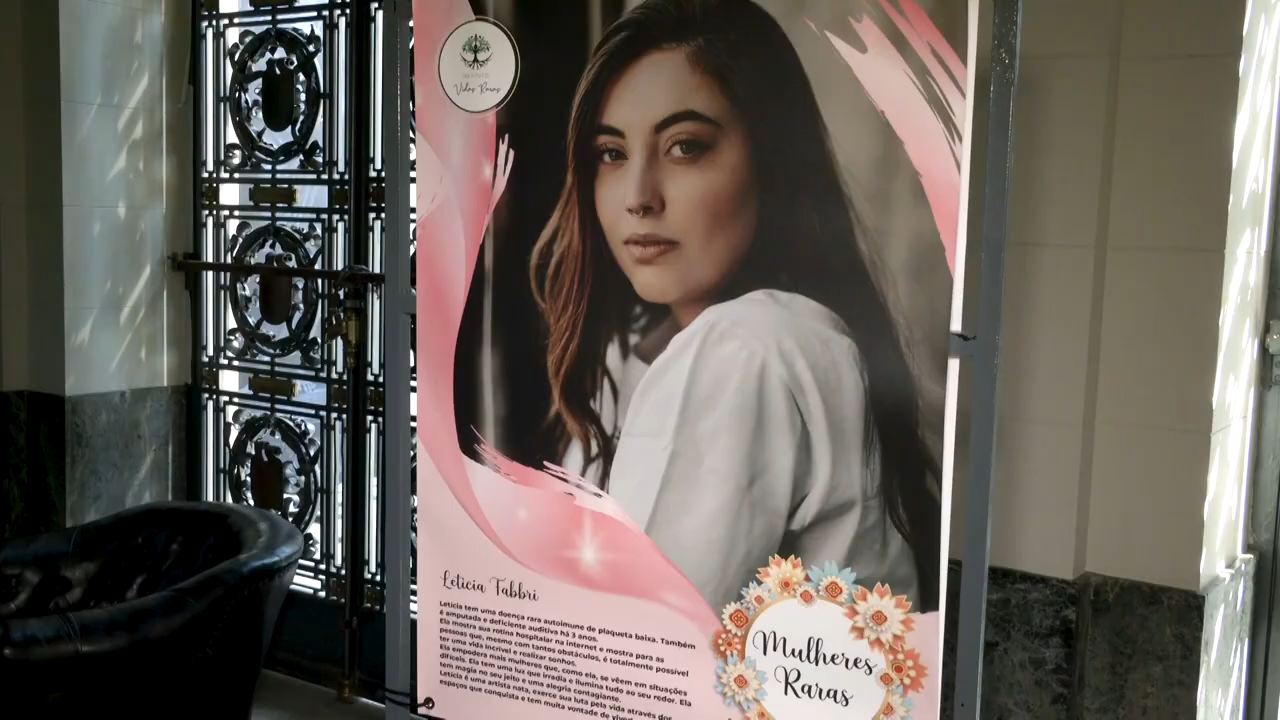 Vidas Raras
Leticia Fabbri
Letícia tem uma doença rara autoimune de plaqueta baixa. Também
é amputada e deficiente auditiva há 3 anos.
Ela mostra sua rotina hospitalar na internet e mostra para as
pessoas que, mesmo com tantos obstáculos, é totalmente possível
ter uma vida incrível e realizar sonhos.
Ela empodera mais mulheres que, como ela, se vêem em situações
difíceis. Ela tem uma luz que irradia e ilumina tudo ao seu redor. Ela
tem magia no seu jeito e uma alegria contagiante.
Letícia é uma artista nata, exerce sua luta pela vida através dos
espaços que conquista e tem muita vontade de
Mulheres
Raras